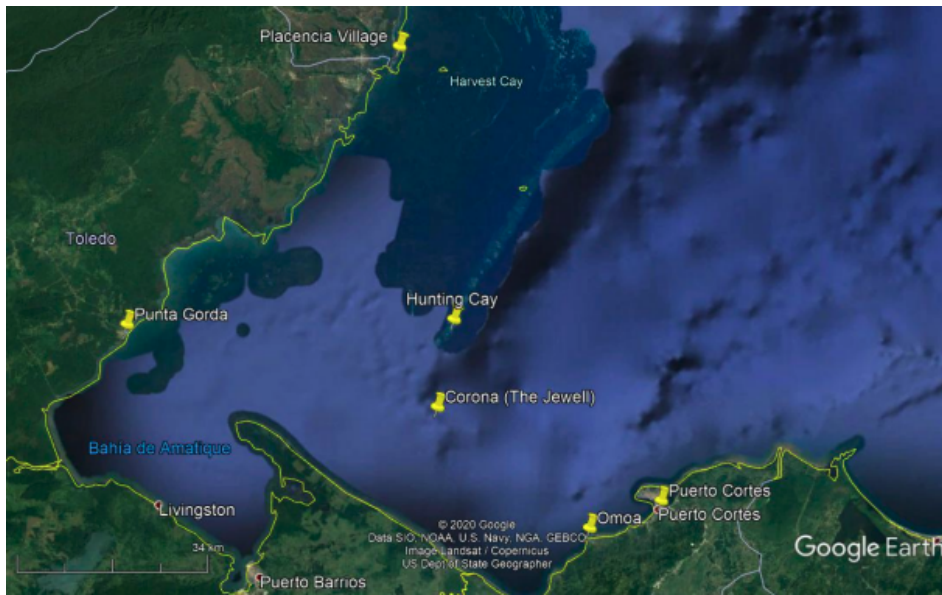 Placencia Village
Harvest Cay
Toledo
Hunting Cay
Punta Gorda
Corona (The Jewell)
Bahia de Amatique
Puerto Cortes
Livingston
Puerto Cortes
Omoa
© 2020 Google
Data SIO, NOAA, U.S. Navy, NGA, GEBCO
Image Landsat / Copernicus
US Dept of State Geographer
34 km
Google Earth
Puerto Barrios